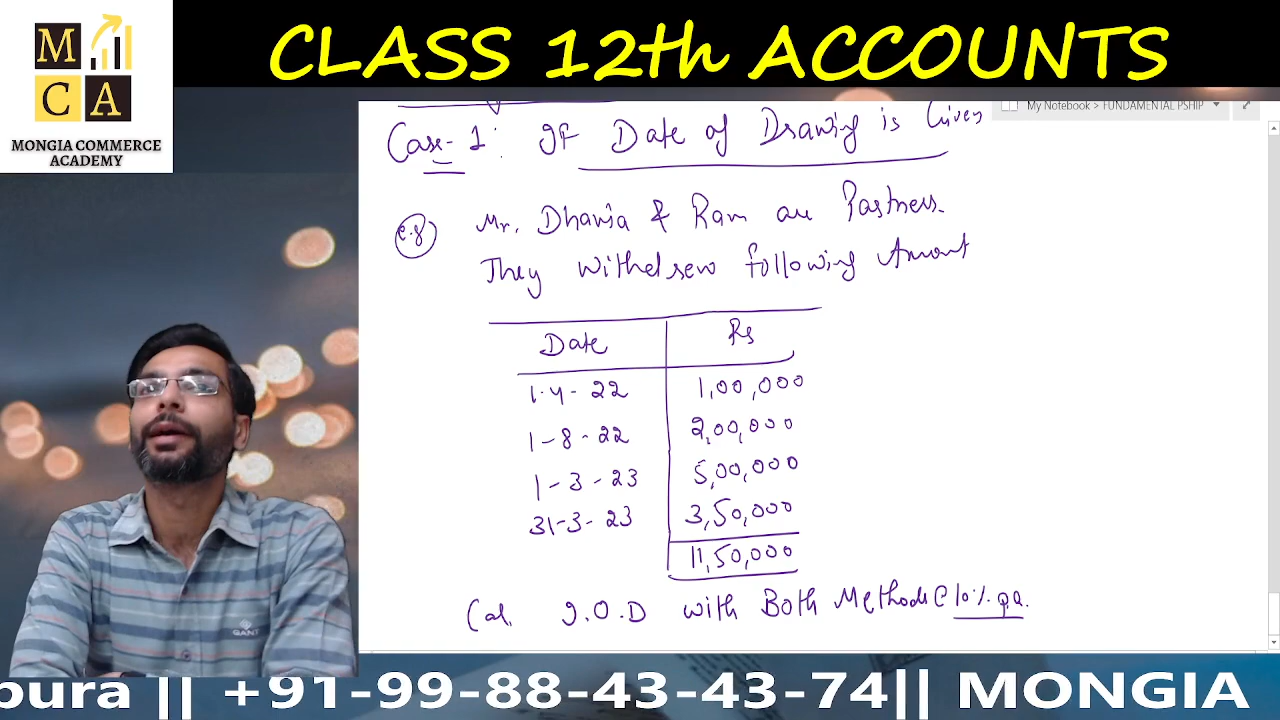 CLASS 12th ACCOUNTS
M
C A
MONGIA COMMERCE
ACADEMY
My Notebook > FUNDAMENTAL PSHIP
Case-1: If Date of Drawing is Given
e.g Mr. Dhawia & Ram are Partners.
They withdrew following Amount
Date Rs
1-4-22 1,00,000
1-8-22 2,00,000
1-3-23 5,00,000
31-3-23 3,50,000
11,50,000
Cal. I.O.D with Both Methods @ 10% p.a.
GANT
pura || +91-99-88-43-43-74|| MONGIA